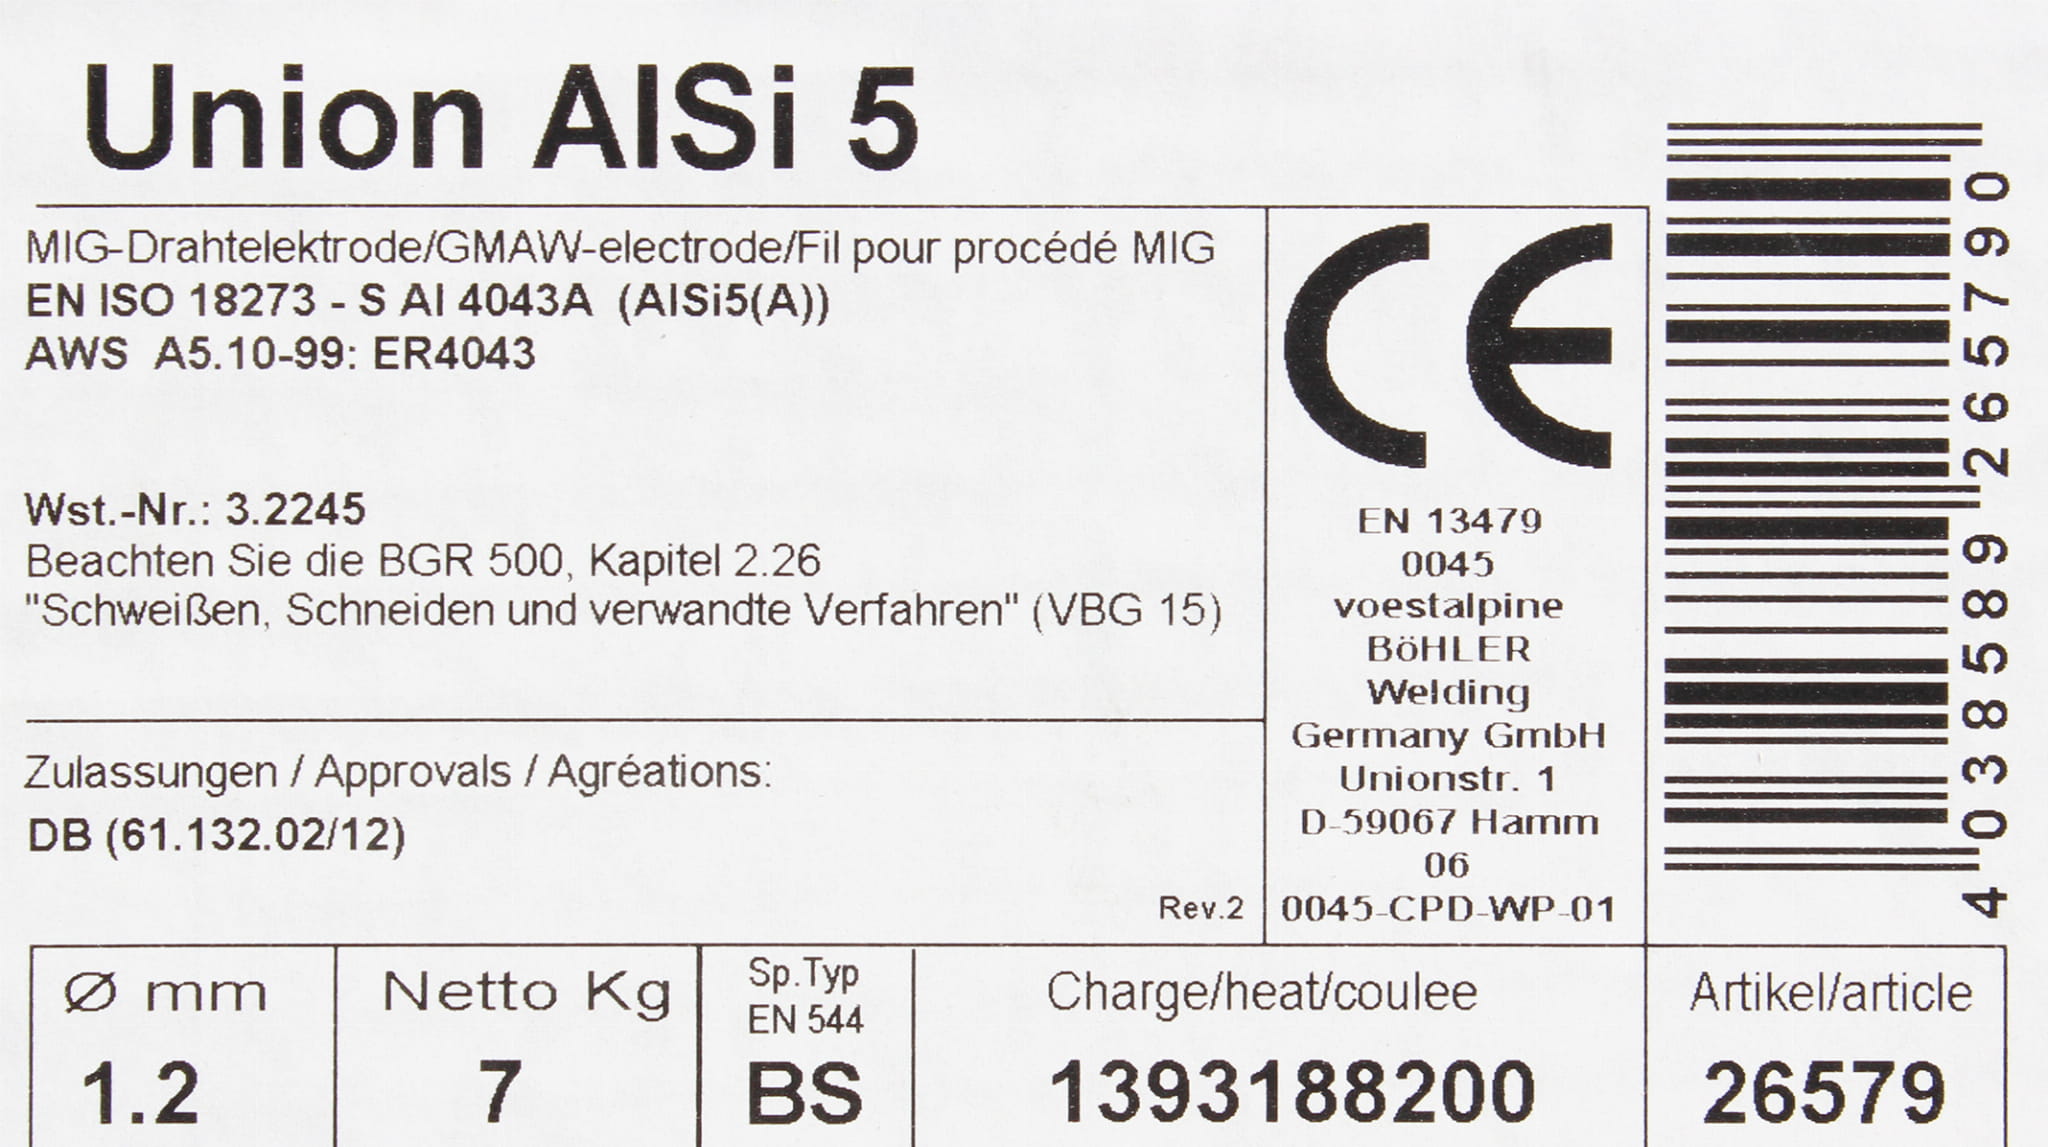 Union AlSi 5
MIG-Drahtelektrode/GMAW-electrode/Fil pour procédé MIG
EN ISO 18273 - S Al 4043A (AlSi5(A))
AWS A5.10-99: ER4043
Wst.-Nr.: 3.2245
Beachten Sie die BGR 500, Kapitel 2.26
"Schweißen, Schneiden und verwandte Verfahren" (VBG 15)
Zulassungen / Approvals / Agréations:
DB (61.132.02/12)
Rev.2
CE
EN 13479
0045
voestalpine
BöHLER
Welding
Germany GmbH
Unionstr. 1
D-59067 Hamm
06
0045-CPD-WP-01
4 038589 265790
Ø mm
1.2
Netto Kg
7
Sp.Typ
EN 544
BS
Charge/heat/coulee
1393188200
Artikel/article
26579